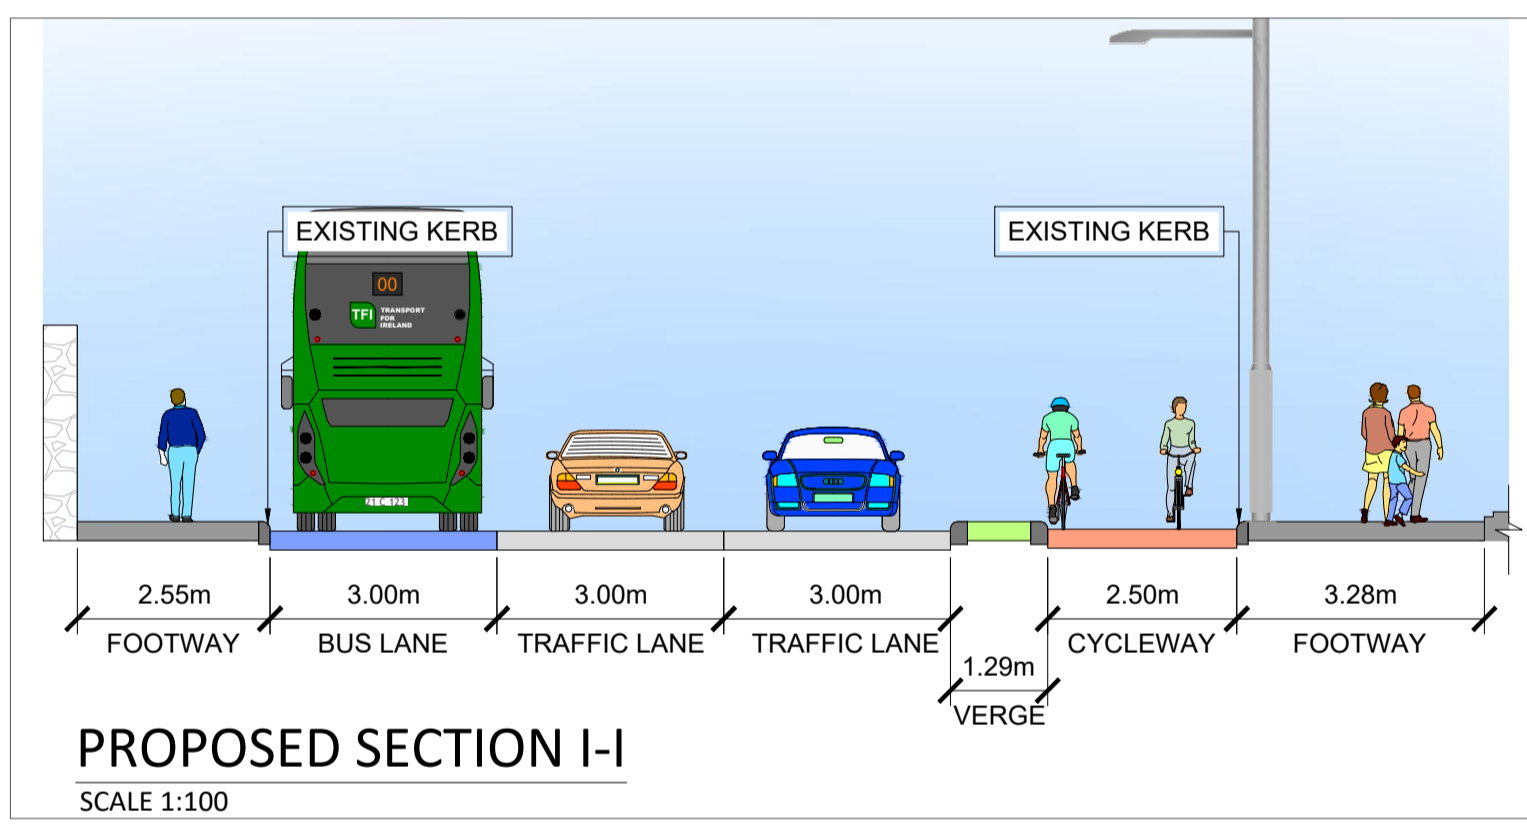 EXISTING KERB
EXISTING KERB
00
TFI
TRANSPORT
FOR
IRELAND
21 C 123
2.55m
3.00m
3.00m
3.00m
2.50m
3.28m
FOOTWAY
BUS LANE
TRAFFIC LANE
TRAFFIC LANE
CYCLEWAY
FOOTWAY
1.29m
VERGE
PROPOSED SECTION I-I
SCALE 1:100